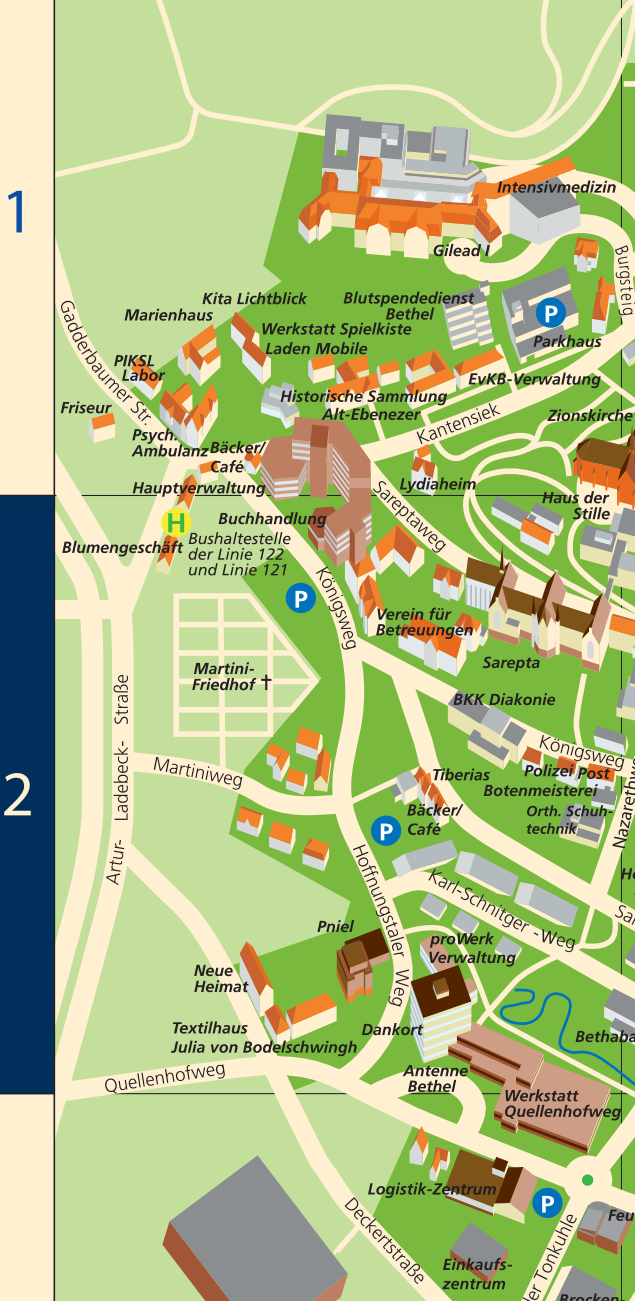 1
Intensivmedizin
Gilead I
Burgsteig
Kita Lichtblick
Blutspendedienst
Bethel
P
Marienhaus
Werkstatt Spielkiste
Laden Mobile
Parkhaus
Gadderbaumer Str.
PIKSL
Labor
EvKB-Verwaltung
Historische Sammlung
Alt-Ebenezer
Friseur
Kantensiek
Zionskirche
Psych.
Ambulanz
Bäcker/
Café
Lydiaheim
Hauptverwaltung
Haus der
Stille
Sareptaweg
Buchhandlung
H
Bushaltestelle
der Linie 122
und Linie 121
Blumengeschäft
P
Königsweg
Verein für
Betreuungen
Sarepta
Martini-
Friedhof
BKK Diakonie
Artur- Ladebeck- Straße
Königsweg
2
Martiniweg
Tiberias
Polizei Post
Botenmeisterei
Bäcker/
Café
Orth. Schuh-
technik
P
Hoffnungstaler Weg
Karl-Schnitger -Weg
Pniel
proWerk
Verwaltung
Neue
Heimat
Textilhaus
Julia von Bodelschwingh
Dankort
Quellenhofweg
Antenne
Bethel
Werkstatt
Quellenhofweg
Logistik-Zentrum
P
Deckertstraße
Einkaufs-
zentrum